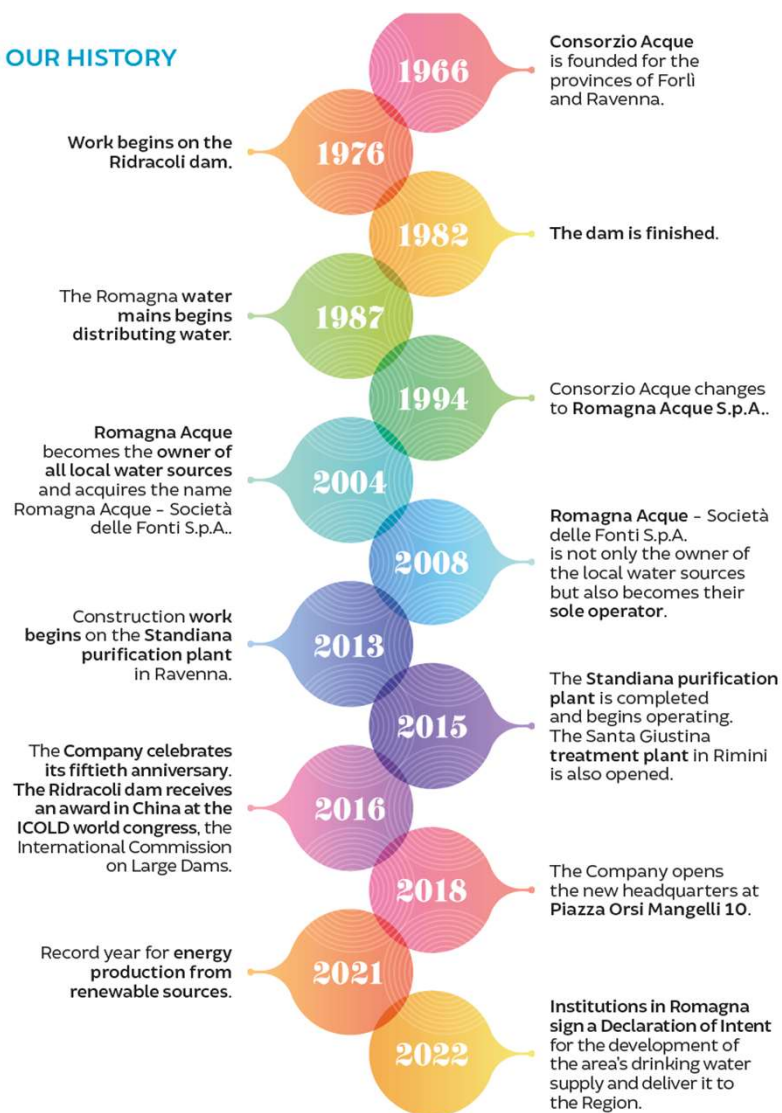 OUR HISTORY
1966
Consorzio Acque
is founded for the
provinces of Forlì
and Ravenna.
Work begins on the
Ridracoli dam.
1976
1982
The dam is finished.
The Romagna water
mains begins
distributing water.
1987
1994
Consorzio Acque changes
to Romagna Acque S.p.A..
Romagna Acque
becomes the owner of
all local water sources
and acquires the name
Romagna Acque - Società
delle Fonti S.p.A..
2004
2008
Romagna Acque - Società
delle Fonti S.p.A.
is not only the owner of
the local water sources
but also becomes their
sole operator.
Construction work
begins on the Standiana
purification plant
in Ravenna.
2013
2015
The Standiana purification
plant is completed
and begins operating.
The Santa Giustina
treatment plant in Rimini
is also opened.
The Company celebrates
its fiftieth anniversary.
The Ridracoli dam receives
an award in China at the
ICOLD world congress, the
International Commission
on Large Dams.
2016
2018
The Company opens
the new headquarters at
Piazza Orsi Mangelli 10.
Record year for energy
production from
renewable sources.
2021
2022
Institutions in Romagna
sign a Declaration of Intent
for the development of
the area's drinking water
supply and deliver it to
the Region.